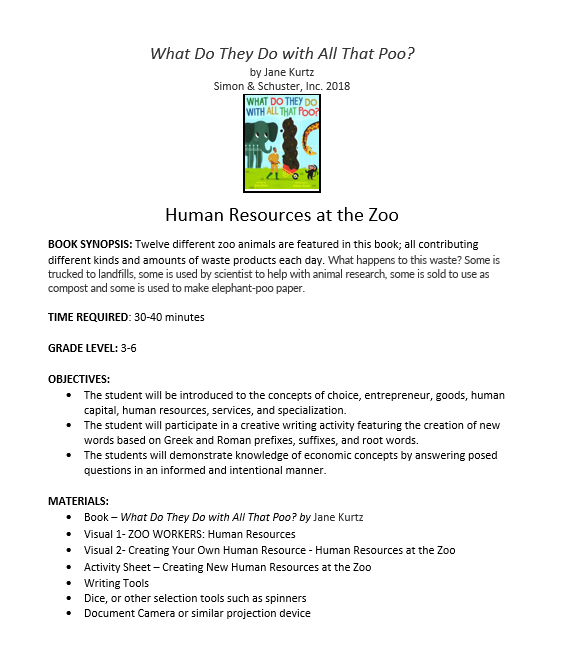 What Do They Do with All That Poo?
by Jane Kurtz
Simon & Schuster, Inc. 2018
WHAT DO THEY DO
WITH ALL THAT POO?
Human Resources at the Zoo
BOOK SYNOPSIS: Twelve different zoo animals are featured in this book; all contributing
different kinds and amounts of waste products each day. What happens to this waste? Some is
trucked to landfills, some is used by scientist to help with animal research, some is sold to use as
compost and some is used to make elephant-poo paper.
TIME REQUIRED: 30-40 minutes
GRADE LEVEL: 3-6
OBJECTIVES:
• The student will be introduced to the concepts of choice, entrepreneur, goods, human
capital, human resources, services, and specialization.
• The student will participate in a creative writing activity featuring the creation of new
words based on Greek and Roman prefixes, suffixes, and root words.
• The students will demonstrate knowledge of economic concepts by answering posed
questions in an informed and intentional manner.
MATERIALS:
• Book – What Do They Do with All That Poo? by Jane Kurtz
• Visual 1- ZOO WORKERS: Human Resources
• Visual 2- Creating Your Own Human Resource - Human Resources at the Zoo
• Activity Sheet – Creating New Human Resources at the Zoo
• Writing Tools
• Dice, or other selection tools such as spinners
• Document Camera or similar projection device